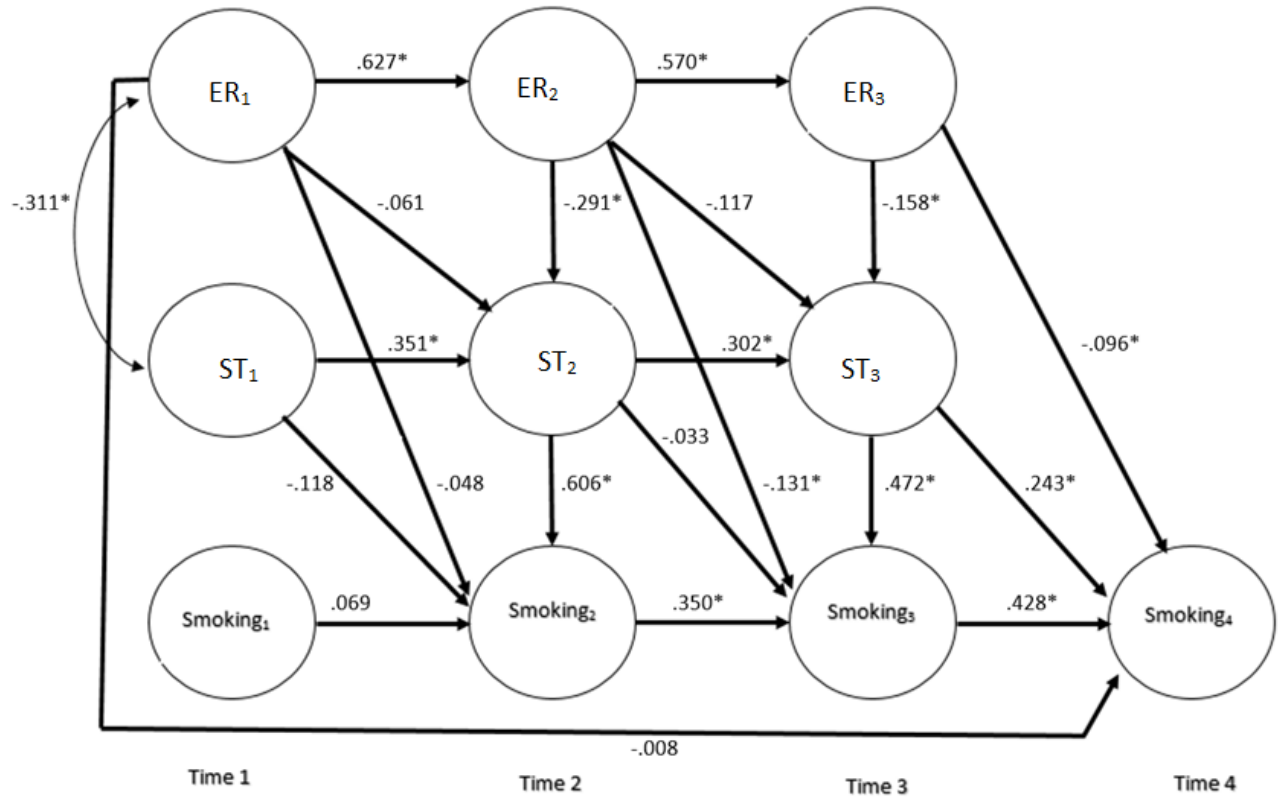 .627*
.570*
ER₁
ER₂
ER₃
-.311*
-.061
-.291*
-.117
-.158*
-.096*
.351*
.302*
ST₁
ST₂
ST₃
-.033
-.118
-.048
.606*
-.131*
.472*
.243*
.069
.350*
.428*
Smoking₁
Smoking₂
Smoking₃
Smoking₄
-.008
Time 1
Time 2
Time 3
Time 4